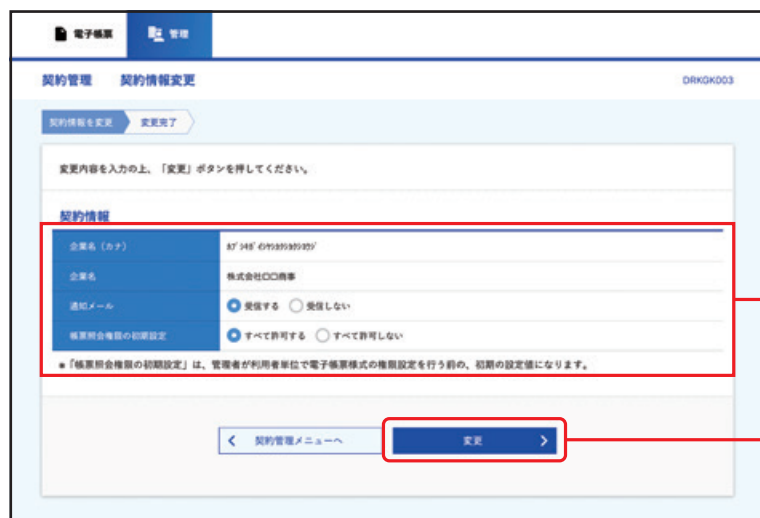 電子帳票 管理
契約管理 契約情報変更 DRKGK003
契約情報を変更 変更完了
変更内容を入力の上、「変更」ボタンを押してください。
契約情報
企業名（カナ）
企業名 株式会社口口商事
通知メール 受信する 受信しない
帳票照会権限の初期設定 すべて許可する すべて許可しない
※「帳票照会権限の初期設定」は、管理者が利用者単位で電子帳票様式の権限設定を行う前の、初期の設定値になります。
契約管理メニューへ 変更